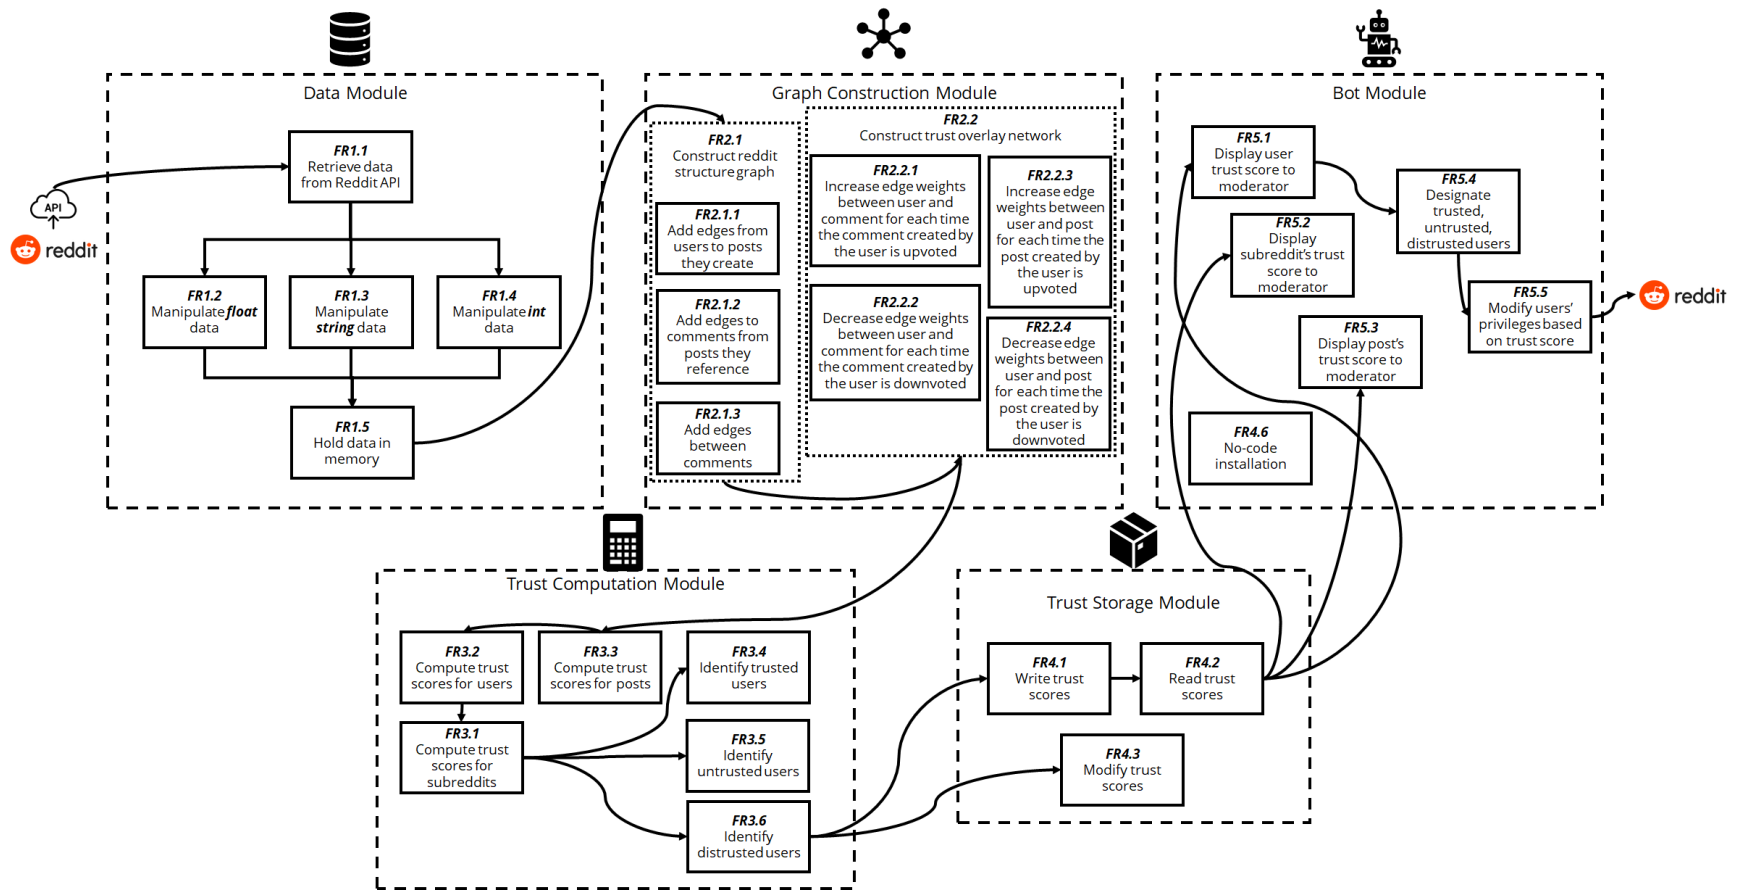 Data Module
FR1.1
Retrieve data
from Reddit API
API
reddit
FR1.2
Manipulate float
data
FR1.3
Manipulate
string data
FR1.4
Manipulate int
data
FR1.5
Hold data in
memory
Graph Construction Module
FR2.1
Construct reddit
structure graph
FR2.1.1
Add edges from
users to posts
they create
FR2.1.2
Add edges to
comments from
posts they
reference
FR2.1.3
Add edges
between
comments
FR2.2
Construct trust overlay network
FR2.2.1
Increase edge weights
between user and
comment for each time
the comment created by
the user is upvoted
FR2.2.2
Decrease edge weights
between user and
comment for each time
the comment created by
the user is downvoted
FR2.2.3
Increase edge
weights between
user and post
for each time the
post created by
the user is
upvoted
FR2.2.4
Decrease edge
weights between
user and post
for each time the
post created by
the user is
downvoted
Bot Module
FR5.1
Display user
trust score to
moderator
FR5.2
Display
subreddit's trust
score to
moderator
FR5.3
Display post's
trust score to
moderator
FR5.4
Designate
trusted,
untrusted,
distrusted users
FR5.5
Modify users'
privileges based
on trust score
reddit
FR4.6
No-code
installation
Trust Computation Module
FR3.2
Compute trust
scores for users
FR3.3
Compute trust
scores for posts
FR3.4
Identify trusted
users
FR3.1
Compute trust
scores for
subreddits
FR3.5
Identify
untrusted users
FR3.6
Identify
distrusted users
Trust Storage Module
FR4.1
Write trust
scores
FR4.2
Read trust
scores
FR4.3
Modify trust
scores